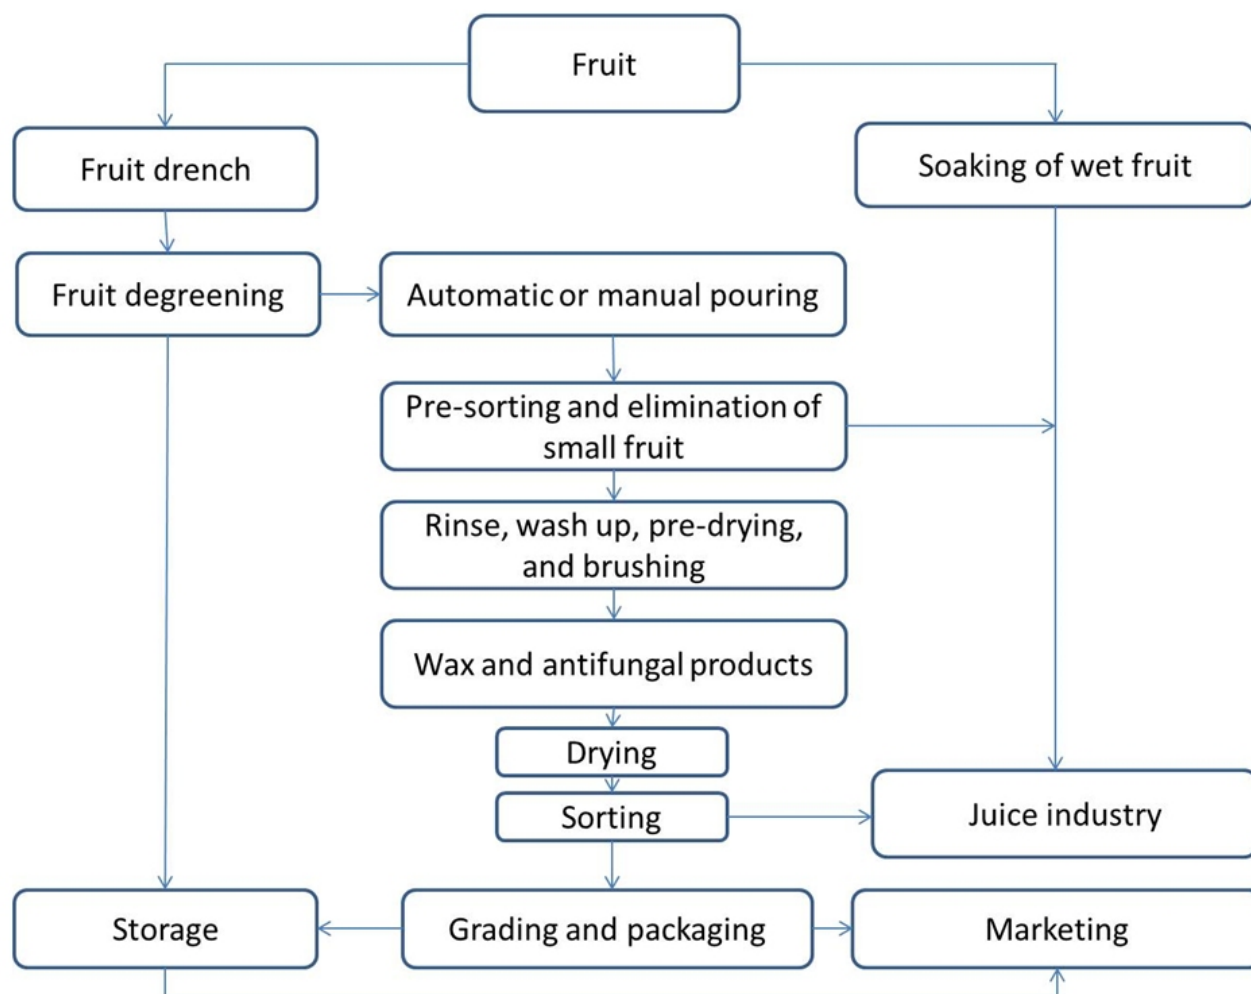 Fruit
Fruit drench
Soaking of wet fruit
Fruit degreening
Automatic or manual pouring
Pre-sorting and elimination of
small fruit
Rinse, wash up, pre-drying,
and brushing
Wax and antifungal products
Drying
Sorting
Juice industry
Storage
Grading and packaging
Marketing